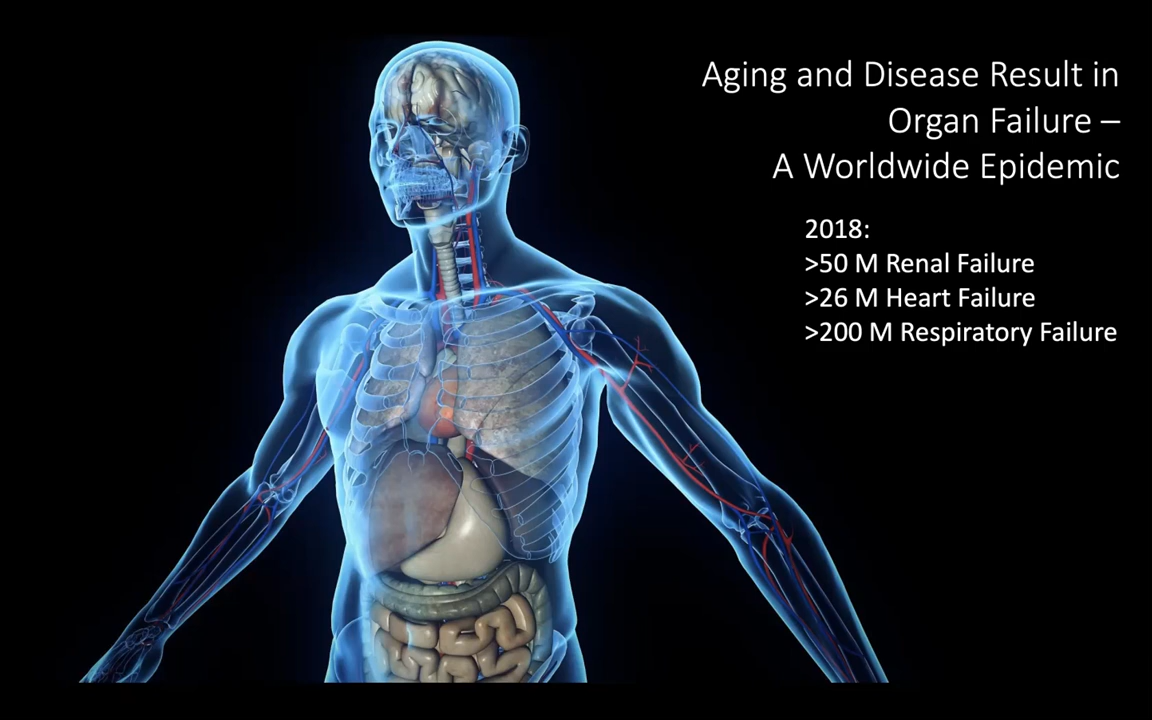 Aging and Disease Result in
Organ Failure –
A Worldwide Epidemic
2018:
>50 M Renal Failure
>26 M Heart Failure
>200 M Respiratory Failure